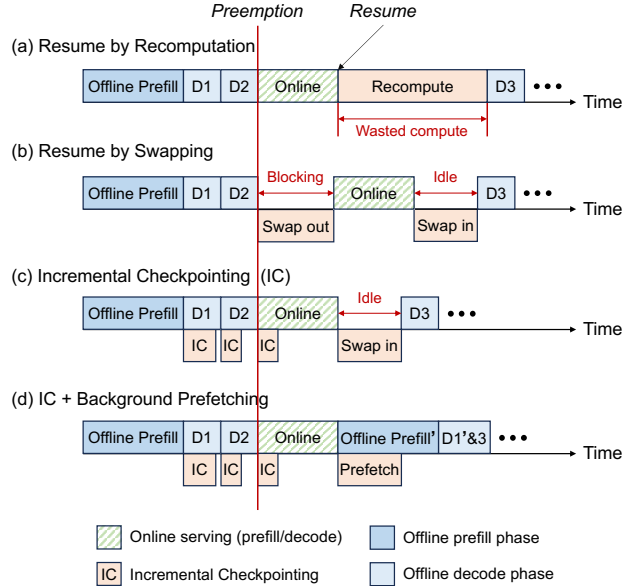 Preemption Resume
(a) Resume by Recomputation
Offline Prefill D1 D2 Online Recompute D3 •••
Time
Wasted compute
(b) Resume by Swapping
Blocking Idle
Offline Prefill D1 D2 Online D3 •••
Time
Swap out Swap in
(c) Incremental Checkpointing (IC)
Idle
Offline Prefill D1 D2 Online D3 •••
Time
IC IC IC Swap in
(d) IC + Background Prefetching
Offline Prefill D1 D2 Online Offline Prefill' D1'&3 •••
Time
IC IC IC Prefetch
Online serving (prefill/decode) Offline prefill phase
IC Incremental Checkpointing Offline decode phase